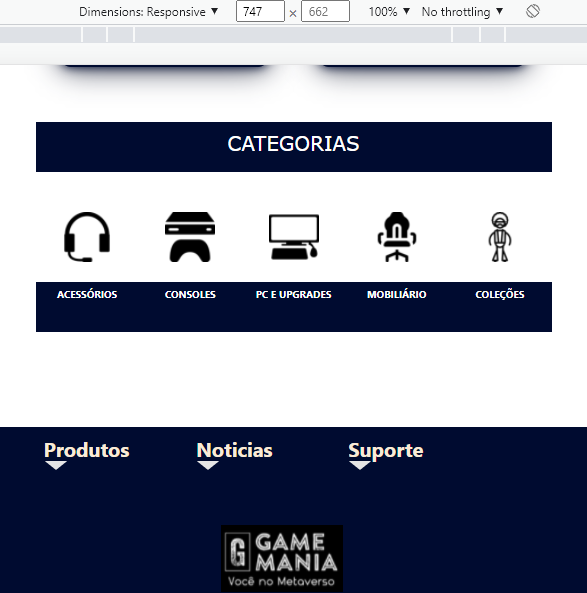 Dimensions: Responsive ▼ 747 × 662 100% ▼ No throttling ▼
CATEGORIAS
ACESSÓRIOS CONSOLES PC E UPGRADES MOBILIÁRIO COLEÇÕES
Produtos Noticias Suporte
G GAME
MANIA
Você no Metaverso